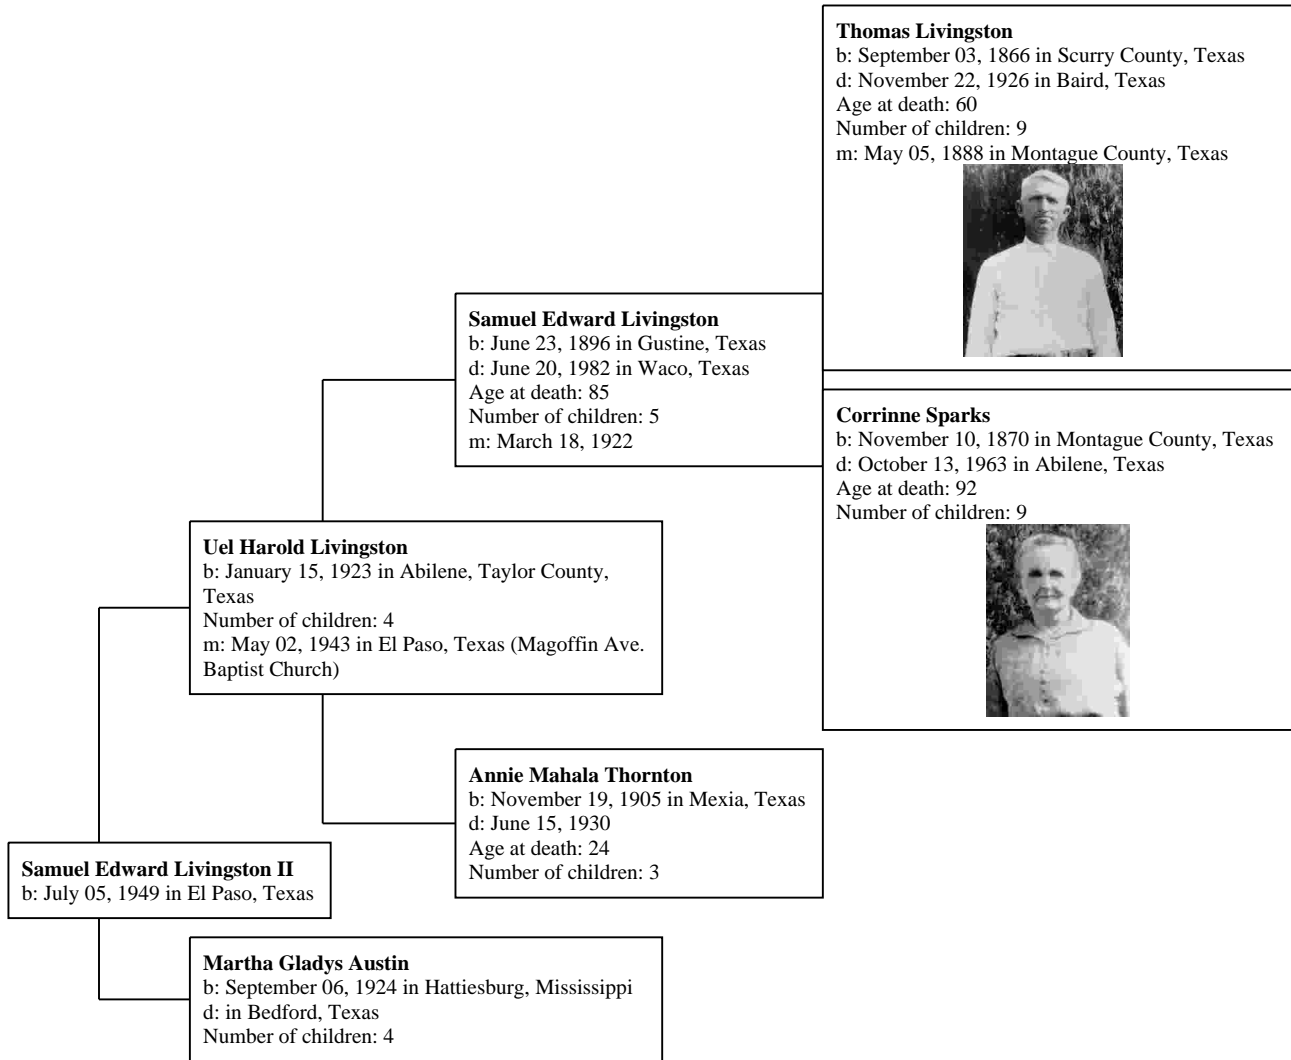 Thomas Livingston
b: September 03, 1866 in Scurry County, Texas
d: November 22, 1926 in Baird, Texas
Age at death: 60
Number of children: 9
m: May 05, 1888 in Montague County, Texas
Samuel Edward Livingston
b: June 23, 1896 in Gustine, Texas
d: June 20, 1982 in Waco, Texas
Age at death: 85
Number of children: 5
m: March 18, 1922
Corrinne Sparks
b: November 10, 1870 in Montague County, Texas
d: October 13, 1963 in Abilene, Texas
Age at death: 92
Number of children: 9
Uel Harold Livingston
b: January 15, 1923 in Abilene, Taylor County,
Texas
Number of children: 4
m: May 02, 1943 in El Paso, Texas (Magoffin Ave.
Baptist Church)
Annie Mahala Thornton
b: November 19, 1905 in Mexia, Texas
d: June 15, 1930
Age at death: 24
Number of children: 3
Samuel Edward Livingston II
b: July 05, 1949 in El Paso, Texas
Martha Gladys Austin
b: September 06, 1924 in Hattiesburg, Mississippi
d: in Bedford, Texas
Number of children: 4